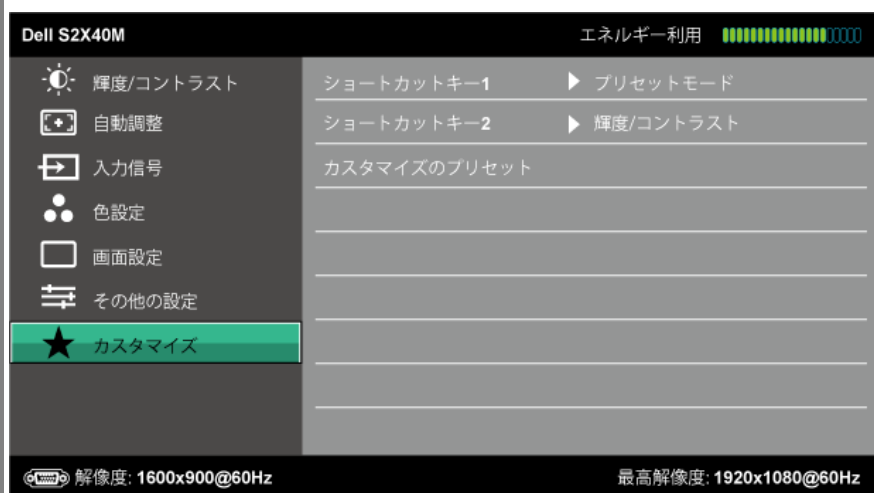 Dell S2X40M エネルギー利用
輝度/コントラスト
自動調整
入力信号
色設定
画面設定
その他の設定
カスタマイズ
ショートカットキー1 プリセットモード
ショートカットキー2 輝度/コントラスト
カスタマイズのプリセット
解像度: 1600x900@60Hz 最高解像度: 1920x1080@60Hz